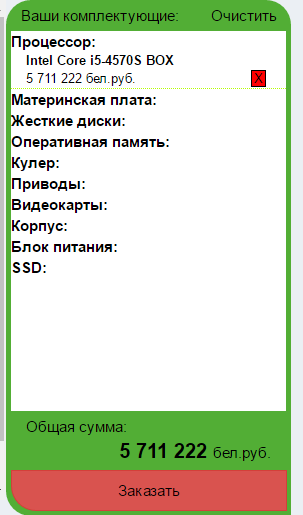 Ваши комплектующие: Очистить
Процессор:
Intel Core i5-4570S BOX
5 711 222 бел.руб. X
Материнская плата:
Жесткие диски:
Оперативная память:
Кулер:
Приводы:
Видеокарты:
Корпус:
Блок питания:
SSD:
Общая сумма:
5 711 222 бел.руб.
Заказать